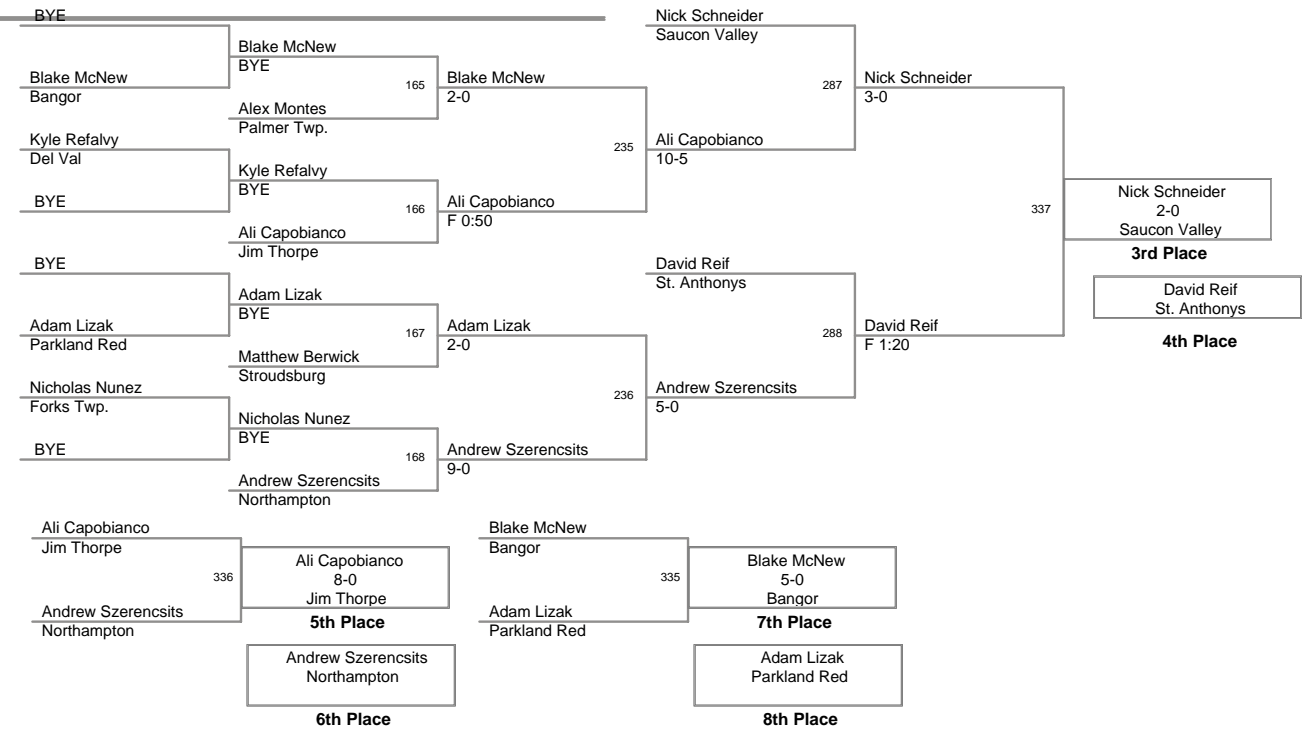 BYE
Blake McNew
Bangor
Kyle Refalvy
Del Val
BYE
BYE
Adam Lizak
Parkland Red
Nicholas Nunez
Forks Twp.
BYE
Blake McNew
BYE
165
Alex Montes
Palmer Twp.
Kyle Refalvy
BYE
166
Ali Capobianco
Jim Thorpe
Adam Lizak
BYE
167
Matthew Berwick
Stroudsburg
Nicholas Nunez
BYE
168
Andrew Szerencsits
Northampton
Blake McNew
2-0
235
Ali Capobianco
F 0:50
Adam Lizak
2-0
236
Andrew Szerencsits
9-0
Nick Schneider
Saucon Valley
287
Ali Capobianco
10-5
David Reif
St. Anthonys
288
Andrew Szerencsits
5-0
Nick Schneider
3-0
337
David Reif
F 1:20
Nick Schneider
2-0
Saucon Valley
3rd Place
David Reif
St. Anthonys
4th Place
Ali Capobianco
Jim Thorpe
336
Andrew Szerencsits
Northampton
Ali Capobianco
8-0
Jim Thorpe
5th Place
Andrew Szerencsits
Northampton
6th Place
Blake McNew
Bangor
335
Adam Lizak
Parkland Red
Blake McNew
5-0
Bangor
7th Place
Adam Lizak
Parkland Red
8th Place